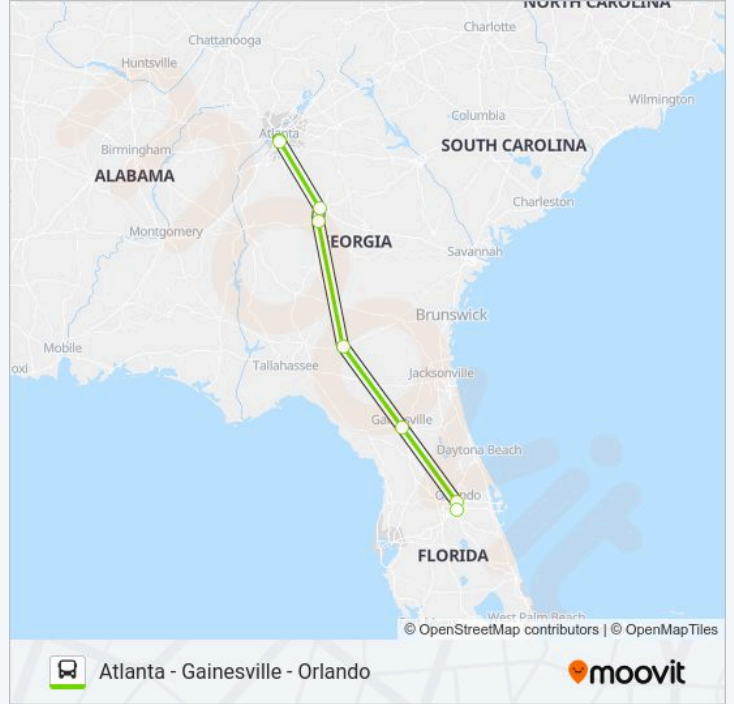 NORTH CAROLINA
Charlotte
Chattanooga
Huntsville
Wilmington
Columbia
Atlanta
SOUTH CAROLINA
Birmingham
ALABAMA
Charleston
Montgomery
EORGIA
Savannah
Brunswick
Mobile
oxi
Tallahassee
Jacksonville
Gainesville
Daytona Beach
Orlando
FLORIDA
West Palm Beach
© OpenStreetMap contributors | © OpenMapTiles
Atlanta - Gainesville - Orlando
moovit